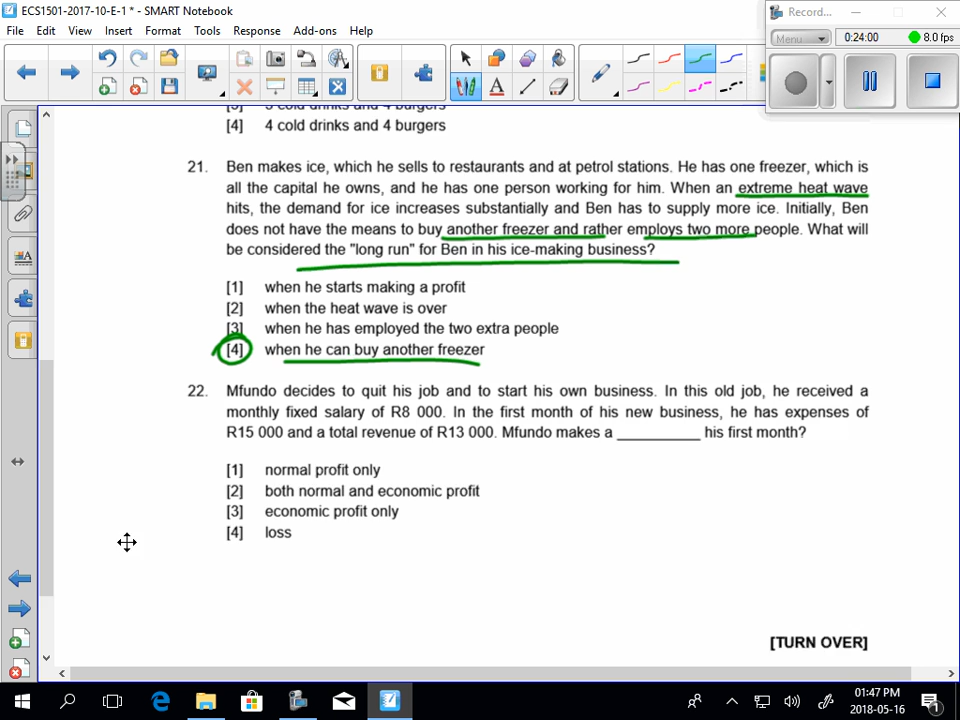 ECS1501-2017-10-E-1 * - SMART Notebook
File Edit View Insert Format Tools Response Add-ons Help
Record...
Menu 0:24:00 8.0 fps
[3] 3 cold drinks and 4 burgers
[4] 4 cold drinks and 4 burgers
21. Ben makes ice, which he sells to restaurants and at petrol stations. He has one freezer, which is
all the capital he owns, and he has one person working for him. When an extreme heat wave
hits, the demand for ice increases substantially and Ben has to supply more ice. Initially, Ben
does not have the means to buy another freezer and rather employs two more people. What will
be considered the "long run" for Ben in his ice-making business?
[1] when he starts making a profit
[2] when the heat wave is over
[3] when he has employed the two extra people
[4] when he can buy another freezer
22. Mfundo decides to quit his job and to start his own business. In this old job, he received a
monthly fixed salary of R8 000. In the first month of his new business, he has expenses of
R15 000 and a total revenue of R13 000. Mfundo makes a __________ his first month?
[1] normal profit only
[2] both normal and economic profit
[3] economic profit only
[4] loss
[TURN OVER]
01:47 PM
2018-05-16
1